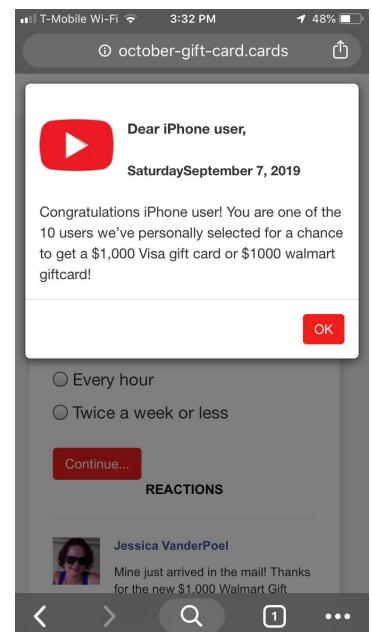 T-Mobile Wi-Fi 3:32 PM 48%
october-gift-card.cards
Dear iPhone user,
SaturdaySeptember 7, 2019
Congratulations iPhone user! You are one of the
10 users we've personally selected for a chance
to get a $1,000 Visa gift card or $1000 walmart
giftcard!
OK
Every hour
Twice a week or less
Continue...
REACTIONS
Jessica VanderPoel
Mine just arrived in the mail! Thanks
for the new $1,000 Walmart Gift
1